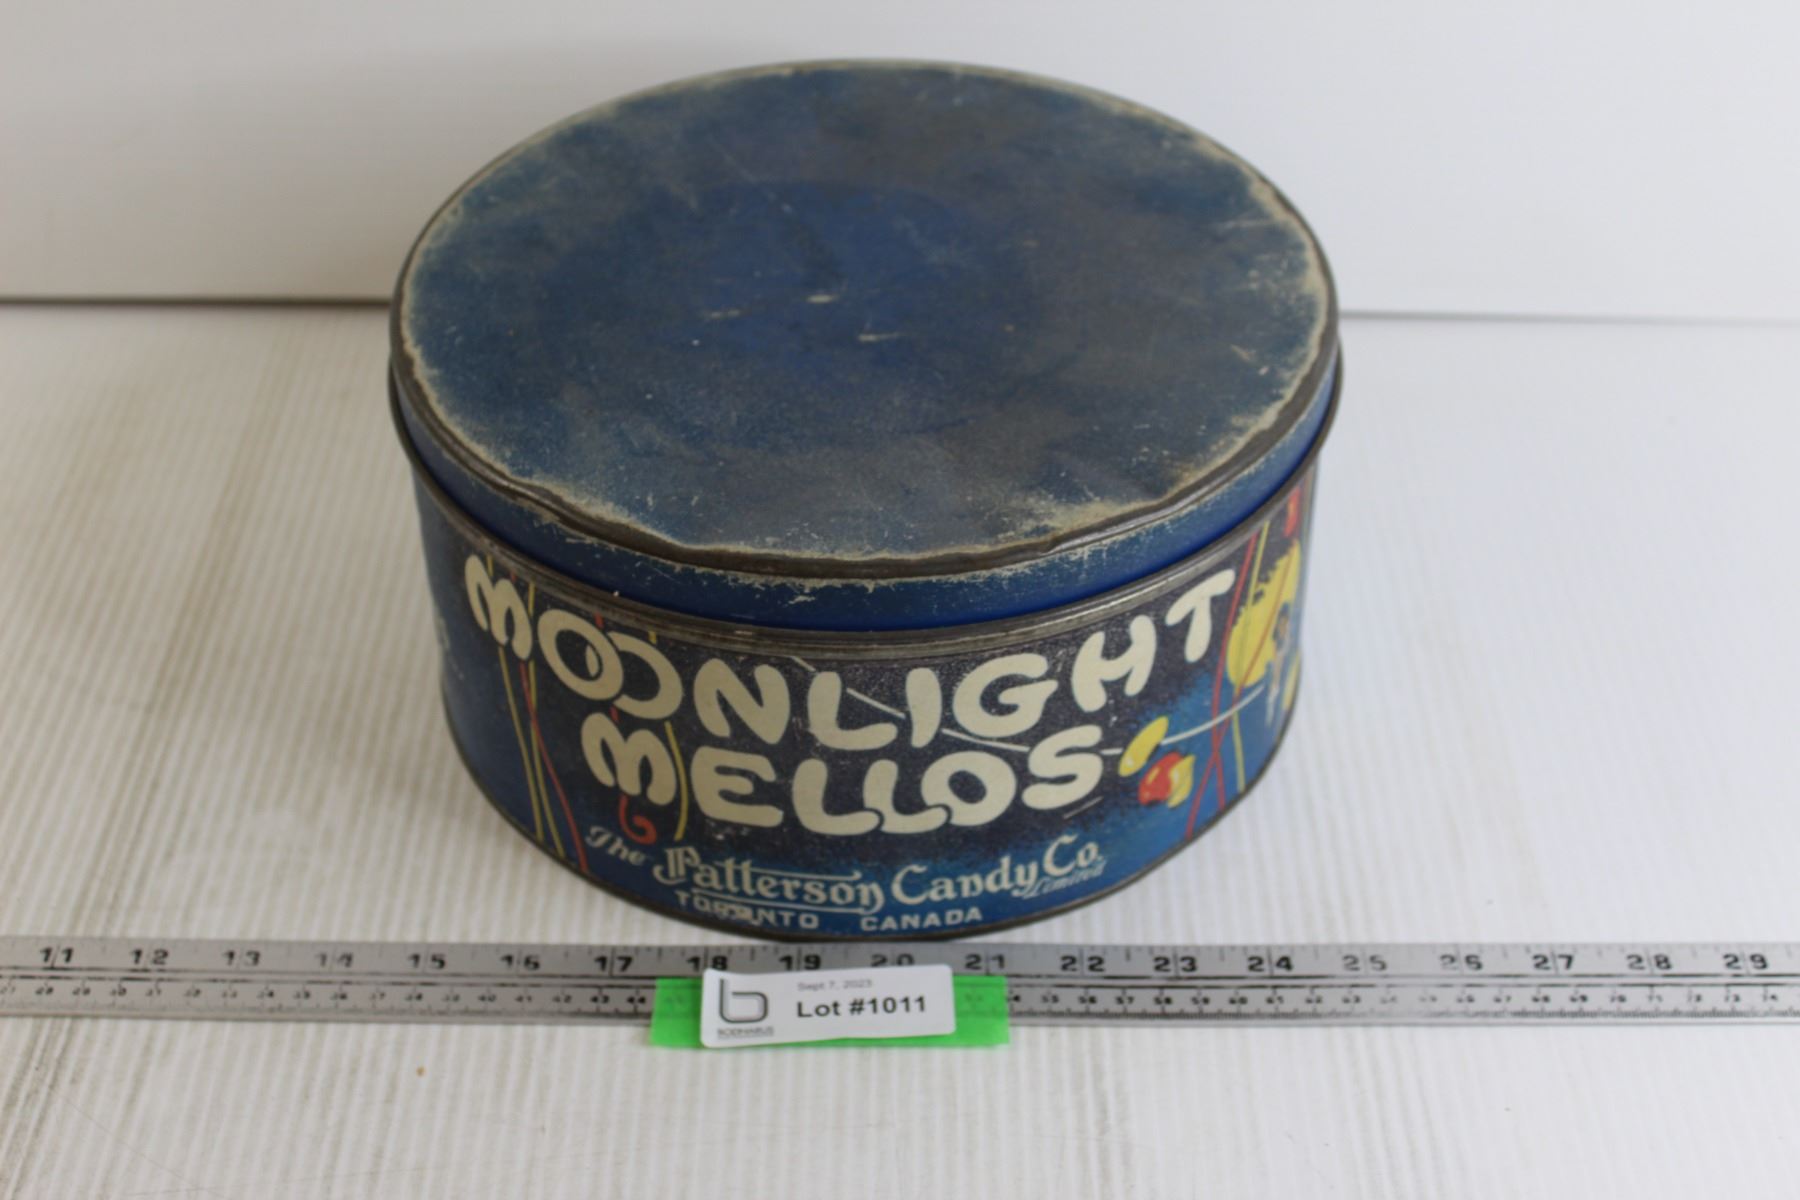 MOONLIGHT
MELLOS
The Patterson Candy Co.
Limited
TORONTO CANADA
11 12 13 14 15 16 17 18 19 20 21 22 23 24 25 26 27 28 29
Sept 7, 2023
Lot #1011
BODNARUS